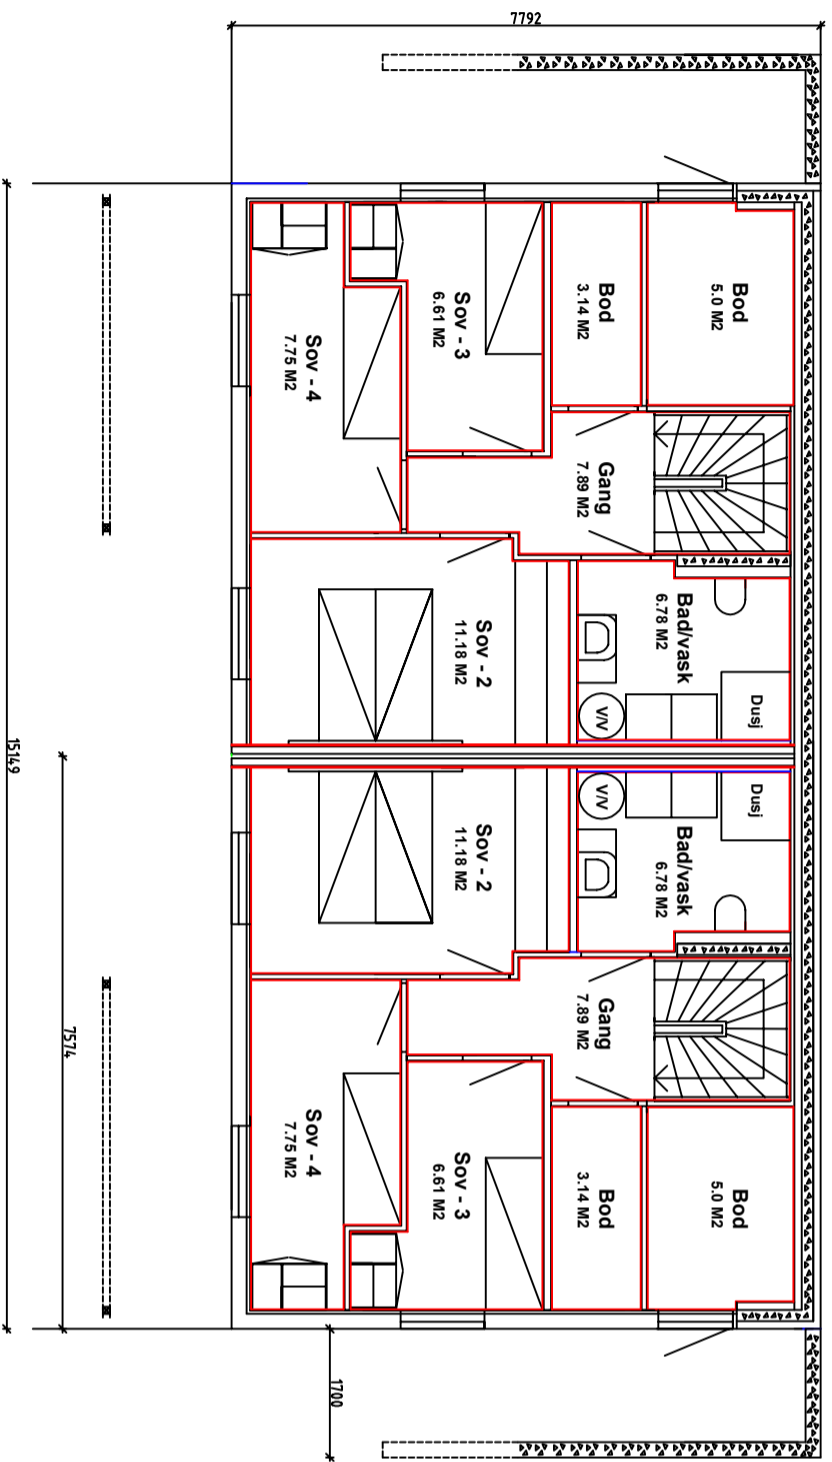 7792
Bod
5.0 M2
Bod
3.14 M2
Sov - 3
6.61 M2
Sov - 4
7.75 M2
Gang
7.89 M2
Bad/vask
6.78 M2
Dusj
V/V
Sov - 2
11.18 M2
Dusj
V/V
Bad/vask
6.78 M2
Sov - 2
11.18 M2
Gang
7.89 M2
Bod
5.0 M2
Bod
3.14 M2
Sov - 3
6.61 M2
Sov - 4
7.75 M2
15149
7574
1700